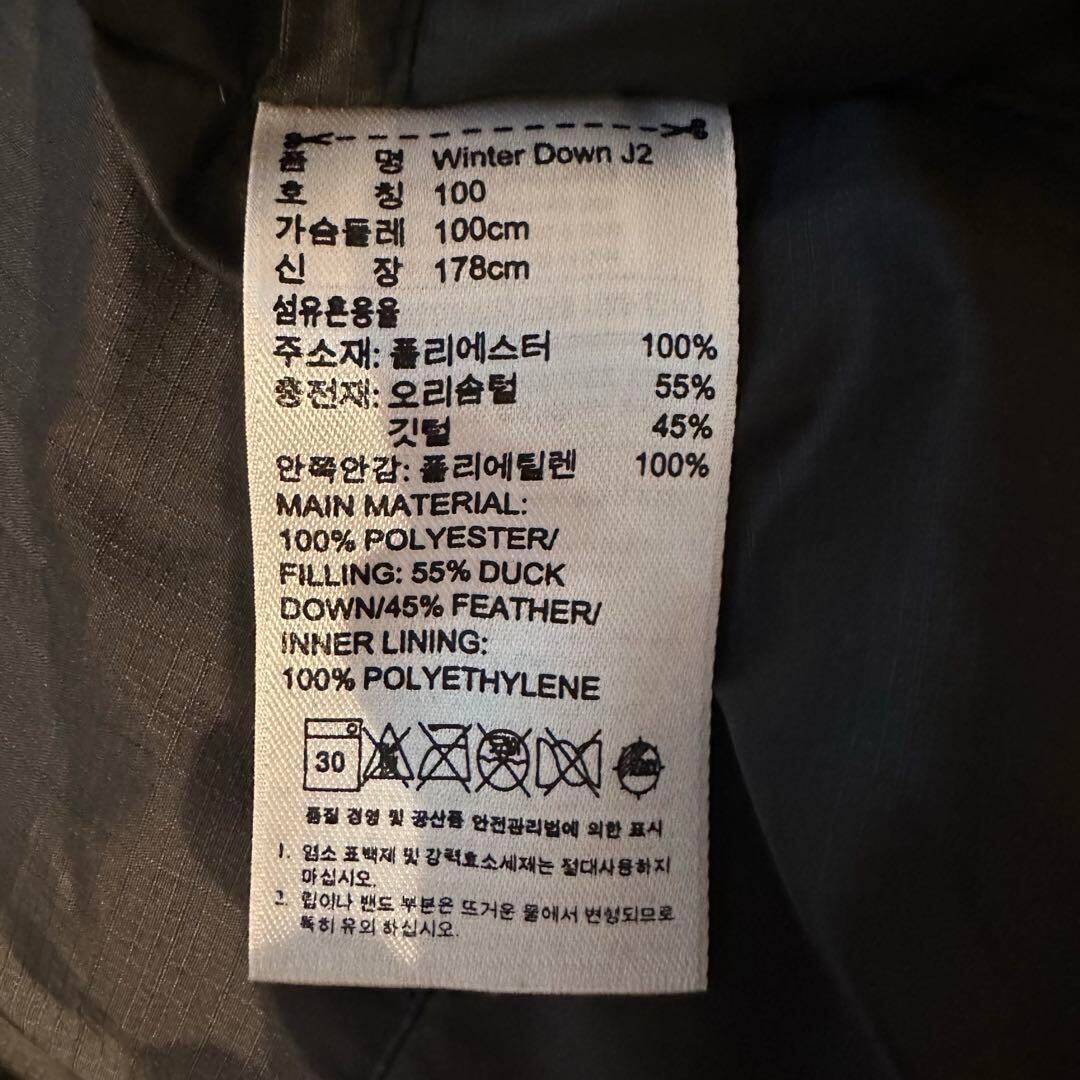 품 명 Winter Down J2
호 칭 100
가슴둘레 100cm
신 장 178cm
섬유혼용율
주소재: 폴리에스터 100%
충전재: 오리솜털 55%
깃털 45%
안쪽안감: 폴리에틸렌 100%
MAIN MATERIAL:
100% POLYESTER/
FILLING: 55% DUCK
DOWN/45% FEATHER/
INNER LINING:
100% POLYETHYLENE
30
품질 경영 및 공산품 안전관리법에 의한 표시
1. 염소 표백제 및 강력효소세제는 절대사용하지
마십시오.
2. 립이나 밴드 부분은 뜨거운 물에서 변형되므로
특히 유의 하십시오.